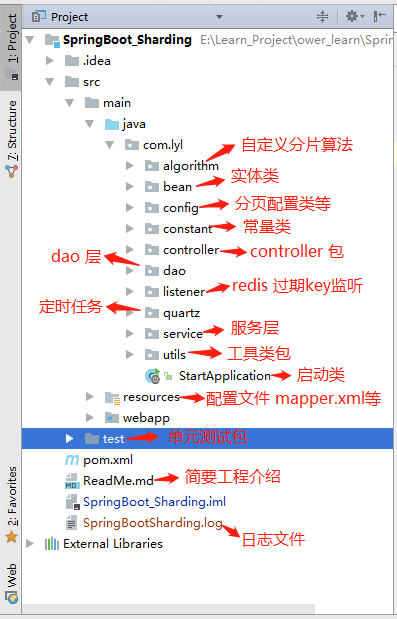 1: Project
7: Structure
2: Favorites
Web
Project
SpringBoot_Sharding E:\Learn_Project\ower_learn\Sprin
.idea
src
main
java
com.lyl
algorithm 自定义分片算法
bean 实体类
config 分页配置类等
constant 常量类
controller controller 包
dao 层 dao
listener redis 过期key监听
定时任务 quartz
service 服务层
utils 工具类包
StartApplication 启动类
resources 配置文件 mapper.xml等
webapp
test 单元测试包
pom.xml
ReadMe.md 简要工程介绍
SpringBoot_Sharding.iml
SpringBootSharding.log 日志文件
External Libraries